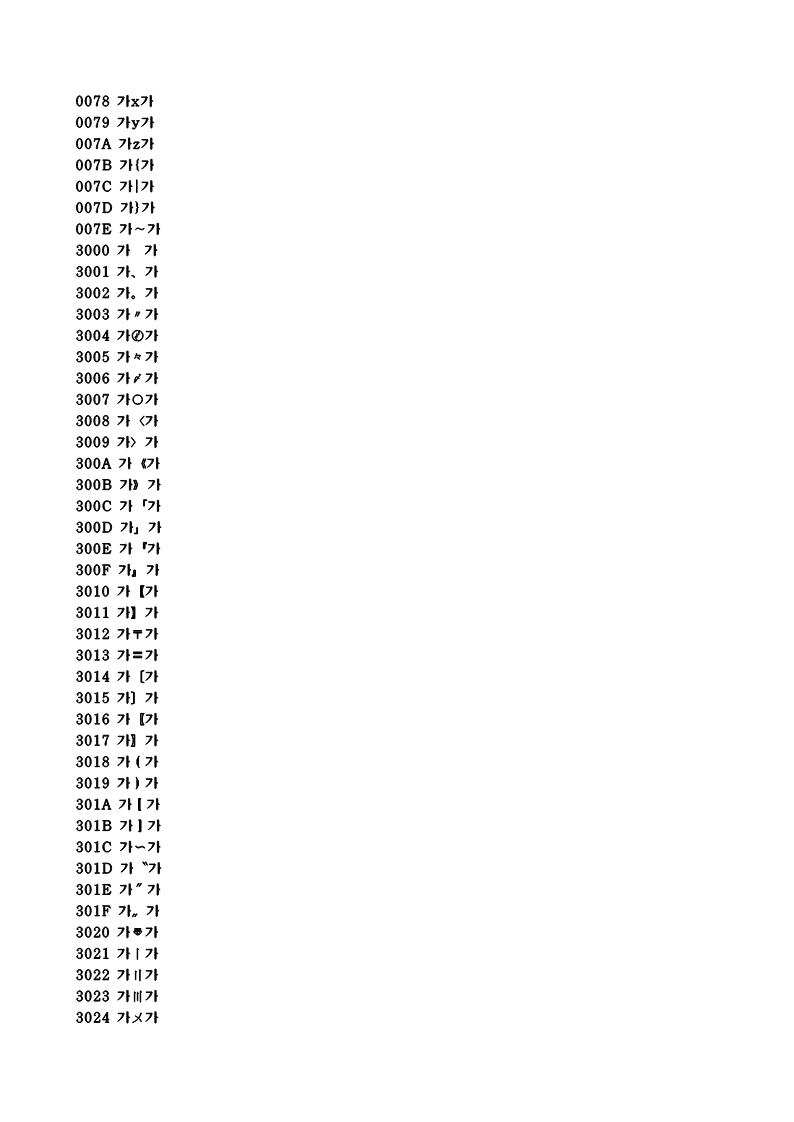 0078 가x가
0079 가y가
007A 가z가
007B 가{가
007C 가|가
007D 가}가
007E 가~가
3000 가　가
3001 가、가
3002 가。가
3003 가〃가
3004 가〄가
3005 가々가
3006 가〆가
3007 가〇가
3008 가〈가
3009 가〉가
300A 가《가
300B 가》가
300C 가「가
300D 가」가
300E 가『가
300F 가』가
3010 가【가
3011 가】가
3012 가〒가
3013 가〓가
3014 가〔가
3015 가〕가
3016 가〖가
3017 가〗가
3018 가〘가
3019 가〙가
301A 가〚가
301B 가〛가
301C 가〜가
301D 가〝가
301E 가〞가
301F 가〟가
3020 가〠가
3021 가〡가
3022 가〢가
3023 가〣가
3024 가〤가